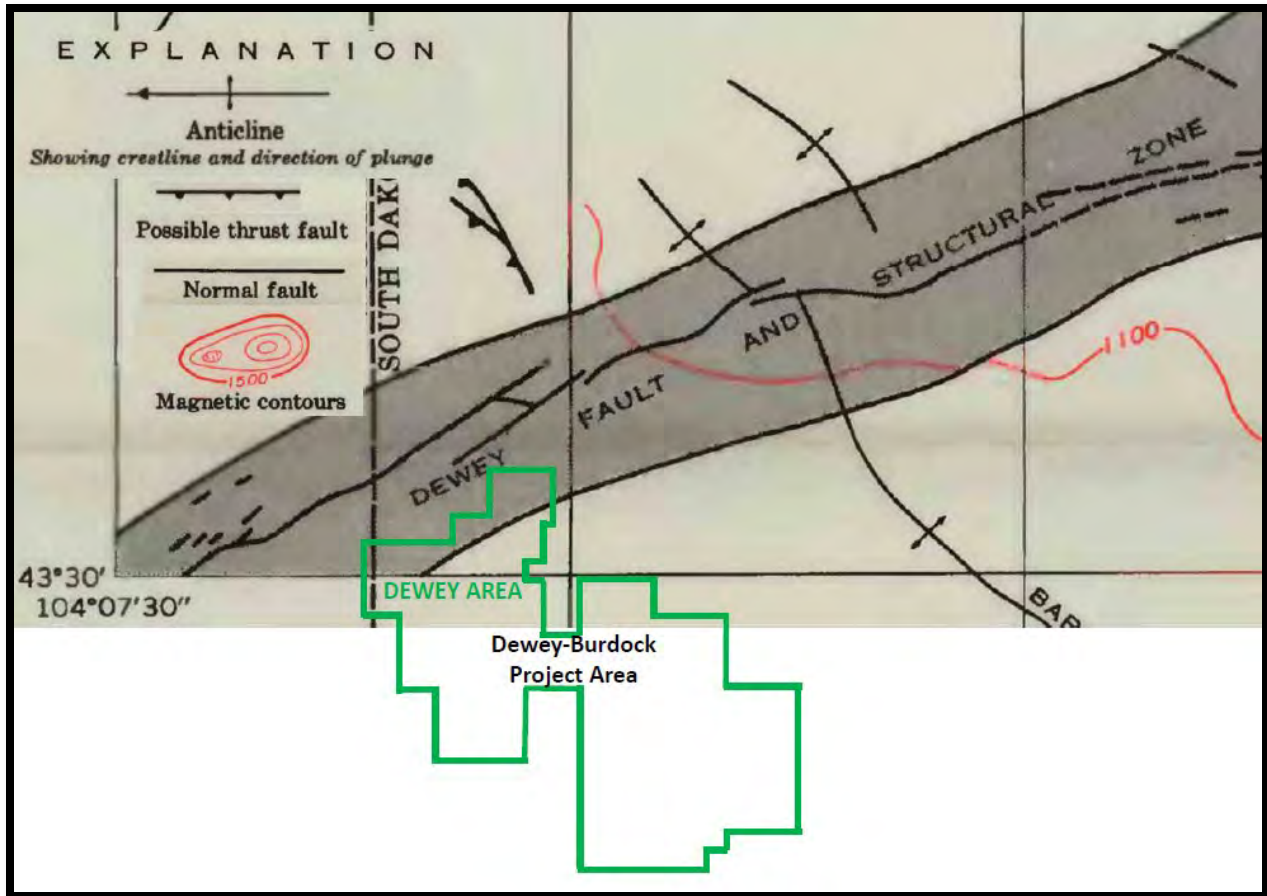 EXPLANATION
Anticline
Showing crestline and direction of plunge
Possible thrust fault
Normal fault
1500
Magnetic contours
SOUTH DAK
DEWEY FAULT AND STRUCTURAL ZONE
1100
43°30'
104°07'30"
DEWEY AREA
Dewey-Burdock
Project Area
BAR